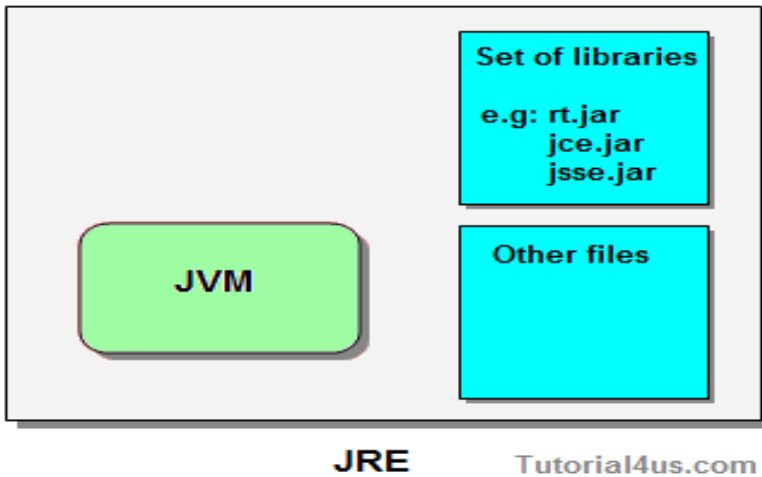 Set of libraries
e.g: rt.jar
jce.jar
jsse.jar
JVM
Other files
JRE
Tutorial4us.com